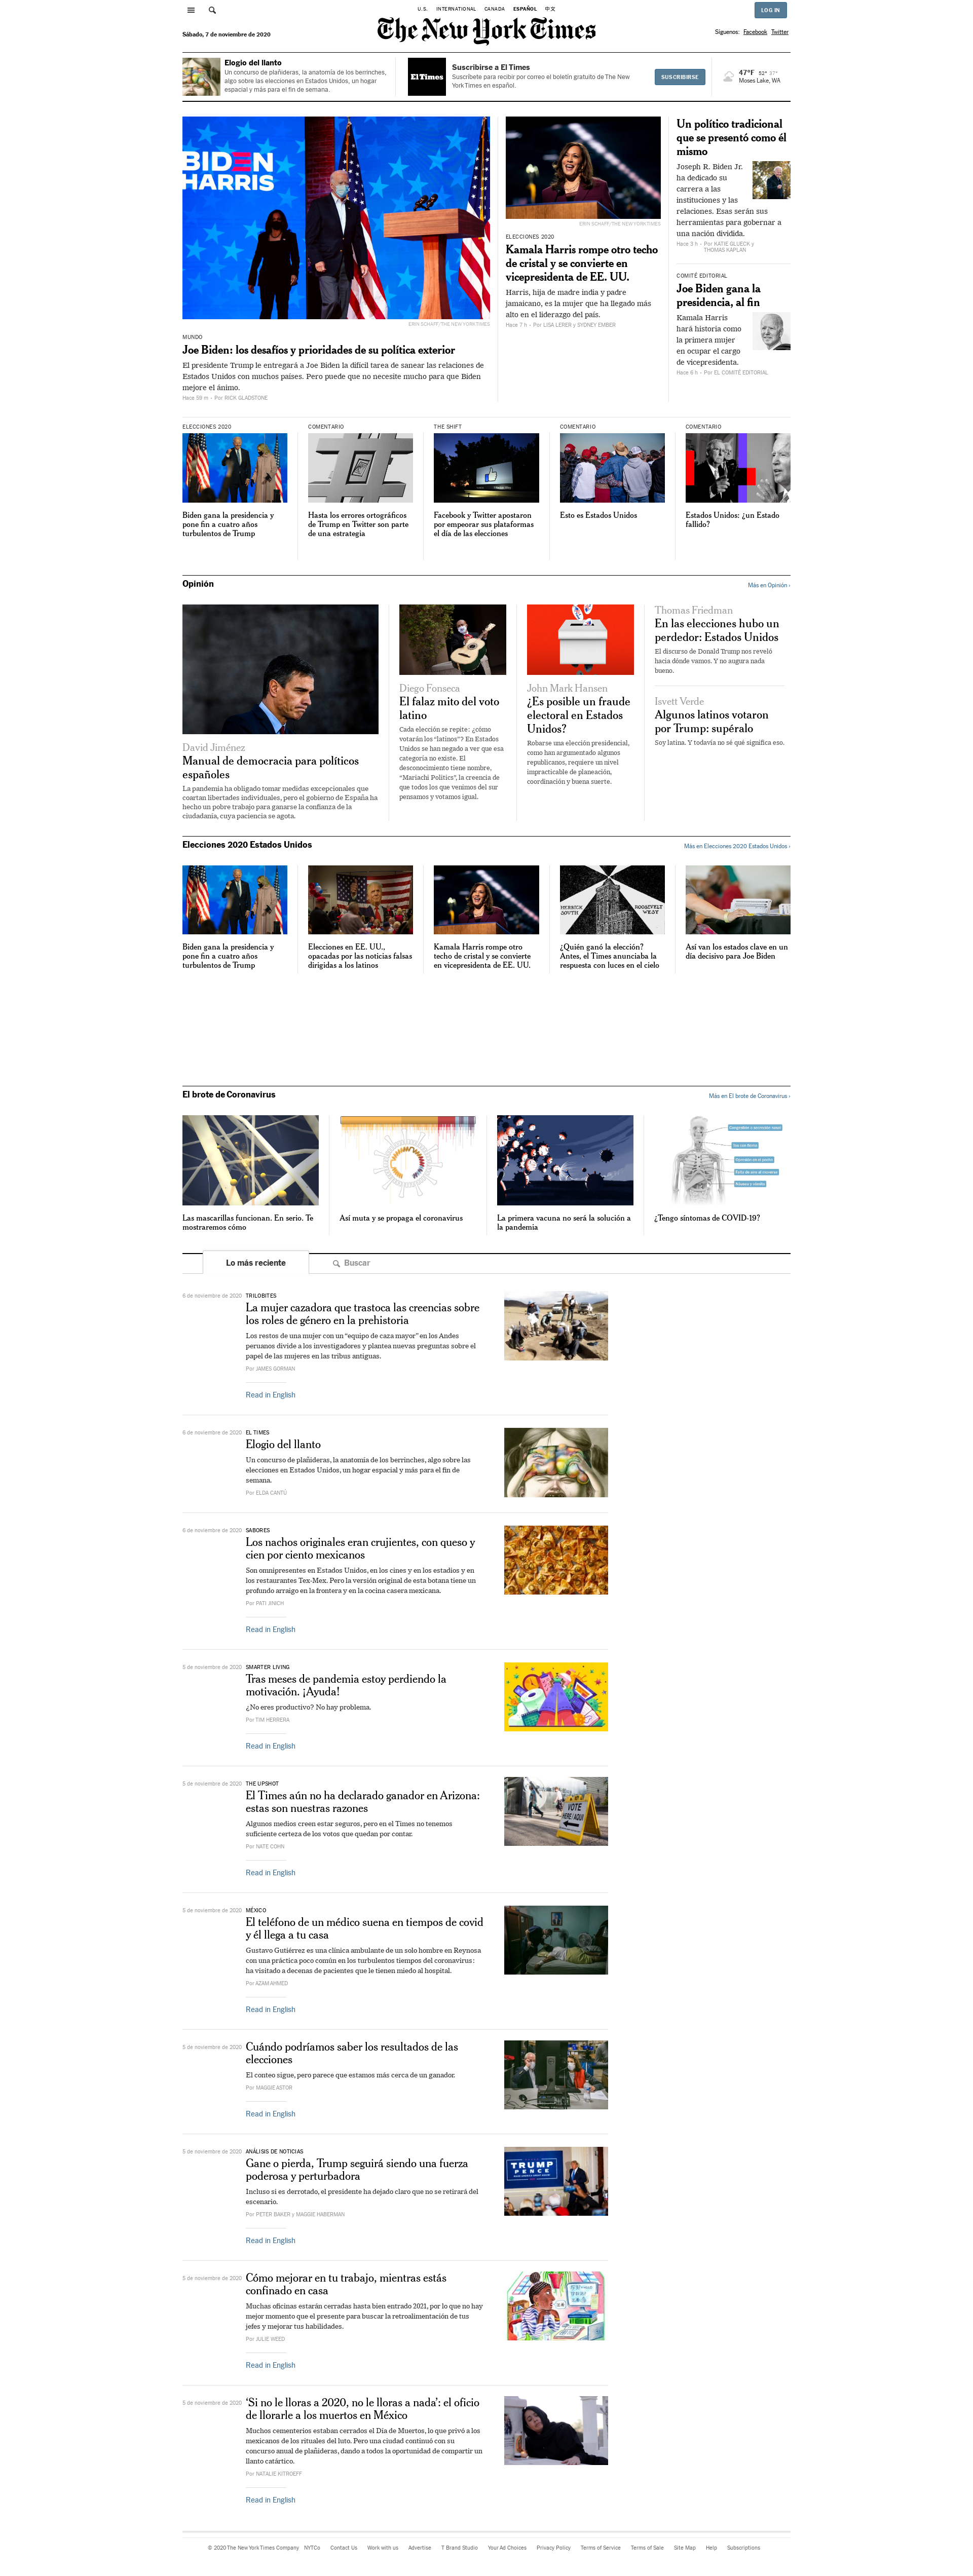 U.S. INTERNATIONAL CANADA ESPAÑOL 中文
LOG IN
Sábado, 7 de noviembre de 2020
The New York Times
Síguenos: Facebook Twitter
Elogio del llanto
Un concurso de plañideras, la anatomía de los berrinches,
algo sobre las elecciones en Estados Unidos, un hogar
espacial y más para el fin de semana.
El Times
Suscribirse a El Times
Suscríbete para recibir por correo el boletín gratuito de The New
York Times en español.
SUSCRIBIRSE
47°F 52° 37°
Moses Lake, WA
BIDEN
HARRIS
ERIN SCHAFF/THE NEW YORK TIMES
MUNDO
Joe Biden: los desafíos y prioridades de su política exterior
El presidente Trump le entregará a Joe Biden la difícil tarea de sanear las relaciones de
Estados Unidos con muchos países. Pero puede que no necesite mucho para que Biden
mejore el ánimo.
Hace 59 m - Por RICK GLADSTONE
ERIN SCHAFF/THE NEW YORK TIMES
ELECCIONES 2020
Kamala Harris rompe otro techo
de cristal y se convierte en
vicepresidenta de EE. UU.
Harris, hija de madre india y padre
jamaicano, es la mujer que ha llegado más
alto en el liderazgo del país.
Hace 7 h - Por LISA LERER y SYDNEY EMBER
Un político tradicional
que se presentó como él
mismo
Joseph R. Biden Jr.
ha dedicado su
carrera a las
instituciones y las
relaciones. Esas serán sus
herramientas para gobernar a
una nación dividida.
Hace 3 h - Por KATIE GLUECK y
THOMAS KAPLAN
COMITÉ EDITORIAL
Joe Biden gana la
presidencia, al fin
Kamala Harris
hará historia como
la primera mujer
en ocupar el cargo
de vicepresidenta.
Hace 6 h - Por EL COMITÉ EDITORIAL
ELECCIONES 2020
Biden gana la presidencia y
pone fin a cuatro años
turbulentos de Trump
COMENTARIO
Hasta los errores ortográficos
de Trump en Twitter son parte
de una estrategia
THE SHIFT
Facebook y Twitter apostaron
por empeorar sus plataformas
el día de las elecciones
COMENTARIO
Esto es Estados Unidos
COMENTARIO
Estados Unidos: ¿un Estado
fallido?
Opinión
Más en Opinión ›
David Jiménez
Manual de democracia para políticos
españoles
La pandemia ha obligado tomar medidas excepcionales que
coartan libertades individuales, pero el gobierno de España ha
hecho un pobre trabajo para ganarse la confianza de la
ciudadanía, cuya paciencia se agota.
Diego Fonseca
El falaz mito del voto
latino
Cada elección se repite: ¿cómo
votarán los “latinos”? En Estados
Unidos se han negado a ver que esa
categoría no existe. El
desconocimiento tiene nombre,
“Mariachi Politics”, la creencia de
que todos los que venimos del sur
pensamos y votamos igual.
John Mark Hansen
¿Es posible un fraude
electoral en Estados
Unidos?
Robarse una elección presidencial,
como han argumentado algunos
republicanos, requiere un nivel
impracticable de planeación,
coordinación y buena suerte.
Thomas Friedman
En las elecciones hubo un
perdedor: Estados Unidos
El discurso de Donald Trump nos reveló
hacia dónde vamos. Y no augura nada
bueno.
Isvett Verde
Algunos latinos votaron
por Trump: supéralo
Soy latina. Y todavía no sé qué significa eso.
Elecciones 2020 Estados Unidos
Más en Elecciones 2020 Estados Unidos ›
Biden gana la presidencia y
pone fin a cuatro años
turbulentos de Trump
Elecciones en EE. UU.,
opacadas por las noticias falsas
dirigidas a los latinos
Kamala Harris rompe otro
techo de cristal y se convierte
en vicepresidenta de EE. UU.
HERRICK SOUTH
ROOSEVELT WEST
¿Quién ganó la elección?
Antes, el Times anunciaba la
respuesta con luces en el cielo
Así van los estados clave en un
día decisivo para Joe Biden
El brote de Coronavirus
Más en El brote de Coronavirus ›
Las mascarillas funcionan. En serio. Te
mostraremos cómo
Así muta y se propaga el coronavirus
La primera vacuna no será la solución a
la pandemia
¿Tengo síntomas de COVID-19?
Lo más reciente
Buscar
6 de noviembre de 2020 TRILOBITES
La mujer cazadora que trastoca las creencias sobre
los roles de género en la prehistoria
Los restos de una mujer con un “equipo de caza mayor” en los Andes
peruanos divide a los investigadores y plantea nuevas preguntas sobre el
papel de las mujeres en las tribus antiguas.
Por JAMES GORMAN
Read in English
6 de noviembre de 2020 EL TIMES
Elogio del llanto
Un concurso de plañideras, la anatomía de los berrinches, algo sobre las
elecciones en Estados Unidos, un hogar espacial y más para el fin de
semana.
Por ELDA CANTÚ
6 de noviembre de 2020 SABORES
Los nachos originales eran crujientes, con queso y
cien por ciento mexicanos
Son omnipresentes en Estados Unidos, en los cines y en los estadios y en
los restaurantes Tex-Mex. Pero la versión original de esta botana tiene un
profundo arraigo en la frontera y en la cocina casera mexicana.
Por PATI JINICH
Read in English
5 de noviembre de 2020 SMARTER LIVING
Tras meses de pandemia estoy perdiendo la
motivación. ¡Ayuda!
¿No eres productivo? No hay problema.
Por TIM HERRERA
Read in English
5 de noviembre de 2020 THE UPSHOT
El Times aún no ha declarado ganador en Arizona:
estas son nuestras razones
Algunos medios creen estar seguros, pero en el Times no tenemos
suficiente certeza de los votos que quedan por contar.
Por NATE COHN
VOTE HERE / AQUI
Read in English
5 de noviembre de 2020 MÉXICO
El teléfono de un médico suena en tiempos de covid
y él llega a tu casa
Gustavo Gutiérrez es una clínica ambulante de un solo hombre en Reynosa
con una práctica poco común en los turbulentos tiempos del coronavirus:
ha visitado a decenas de pacientes que le tienen miedo al hospital.
Por AZAM AHMED
Read in English
5 de noviembre de 2020
Cuándo podríamos saber los resultados de las
elecciones
El conteo sigue, pero parece que estamos más cerca de un ganador.
Por MAGGIE ASTOR
Read in English
5 de noviembre de 2020 ANÁLISIS DE NOTICIAS
Gane o pierda, Trump seguirá siendo una fuerza
poderosa y perturbadora
Incluso si es derrotado, el presidente ha dejado claro que no se retirará del
escenario.
Por PETER BAKER y MAGGIE HABERMAN
TRUMP
PENCE
Read in English
5 de noviembre de 2020
Cómo mejorar en tu trabajo, mientras estás
confinado en casa
Muchas oficinas estarán cerradas hasta bien entrado 2021, por lo que no hay
mejor momento que el presente para buscar la retroalimentación de tus
jefes y mejorar tus habilidades.
Por JULIE WEED
Read in English
5 de noviembre de 2020
‘Si no le lloras a 2020, no le lloras a nada’: el oficio
de llorarle a los muertos en México
Muchos cementerios estaban cerrados el Día de Muertos, lo que privó a los
mexicanos de los rituales del luto. Pero una ciudad continuó con su
concurso anual de plañideras, dando a todos la oportunidad de compartir un
llanto catártico.
Por NATALIE KITROEFF
Read in English
© 2020 The New York Times Company NYTCo Contact Us Work with us Advertise T Brand Studio Your Ad Choices Privacy Policy Terms of Service Terms of Sale Site Map Help Subscriptions